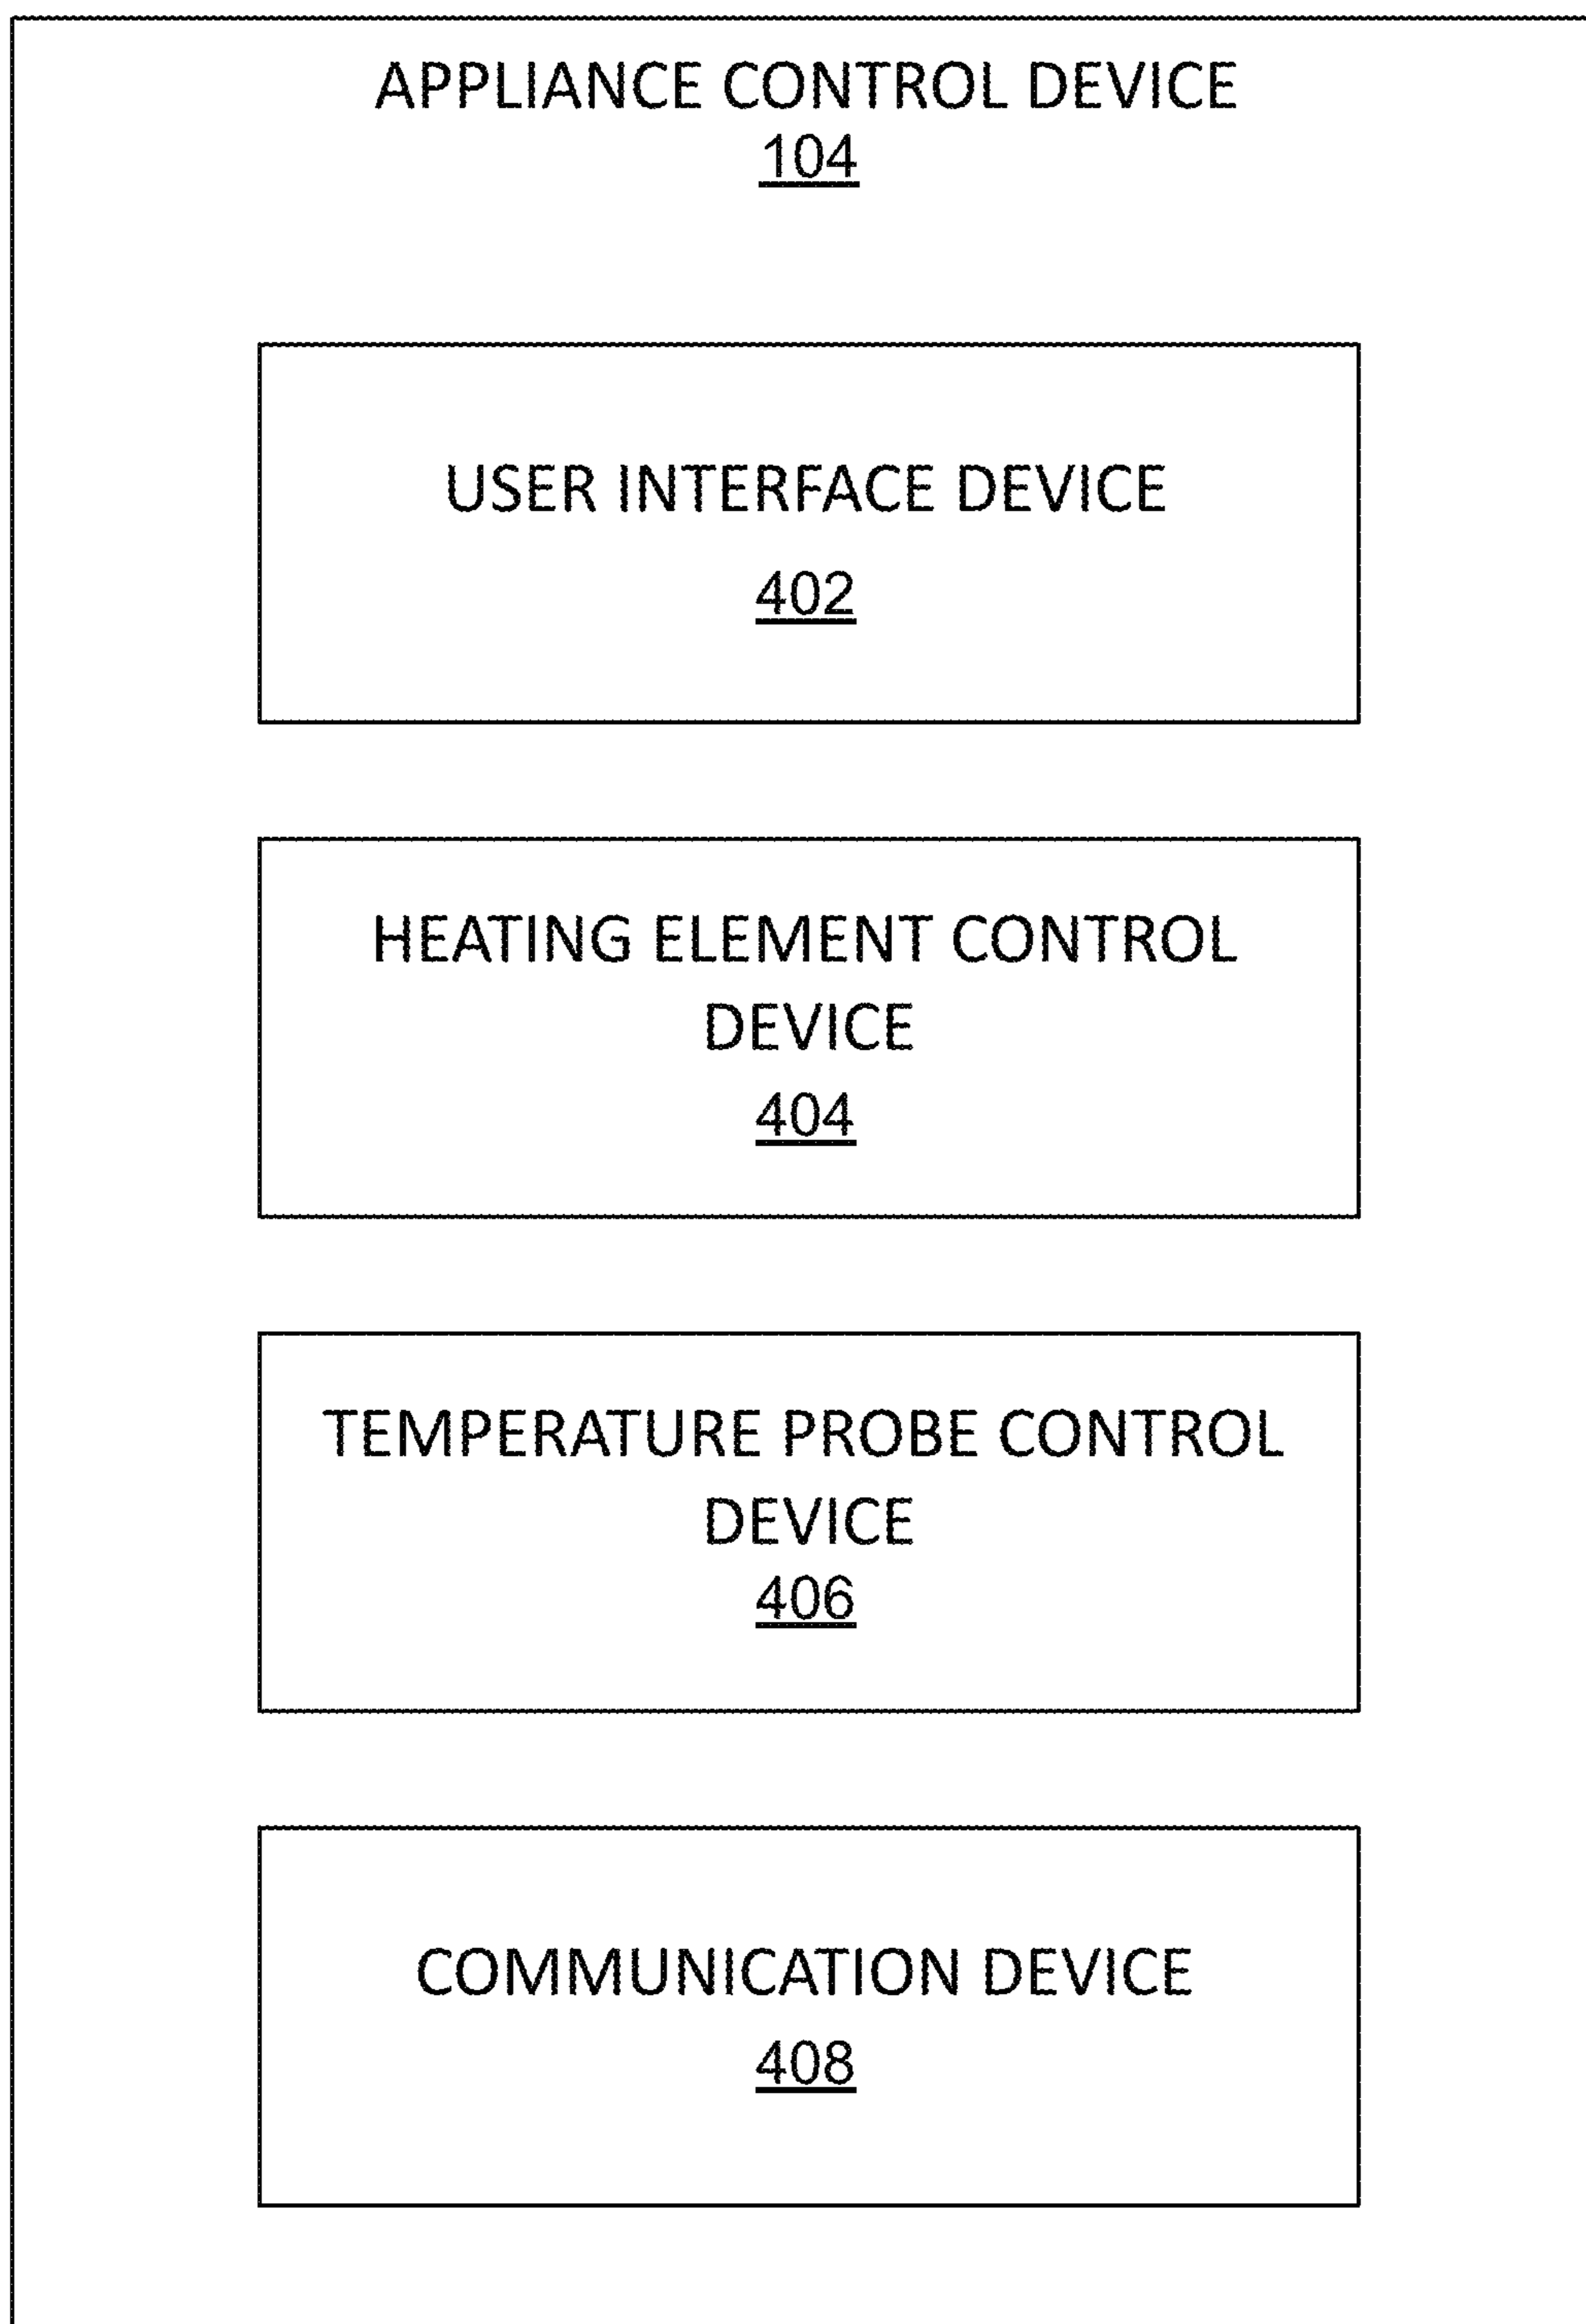 APPLIANCE CONTROL DEVICE
104
USER INTERFACE DEVICE
402
HEATING ELEMENT CONTROL
DEVICE
404
TEMPERATURE PROBE CONTROL
DEVICE
406
COMMUNICATION DEVICE
408